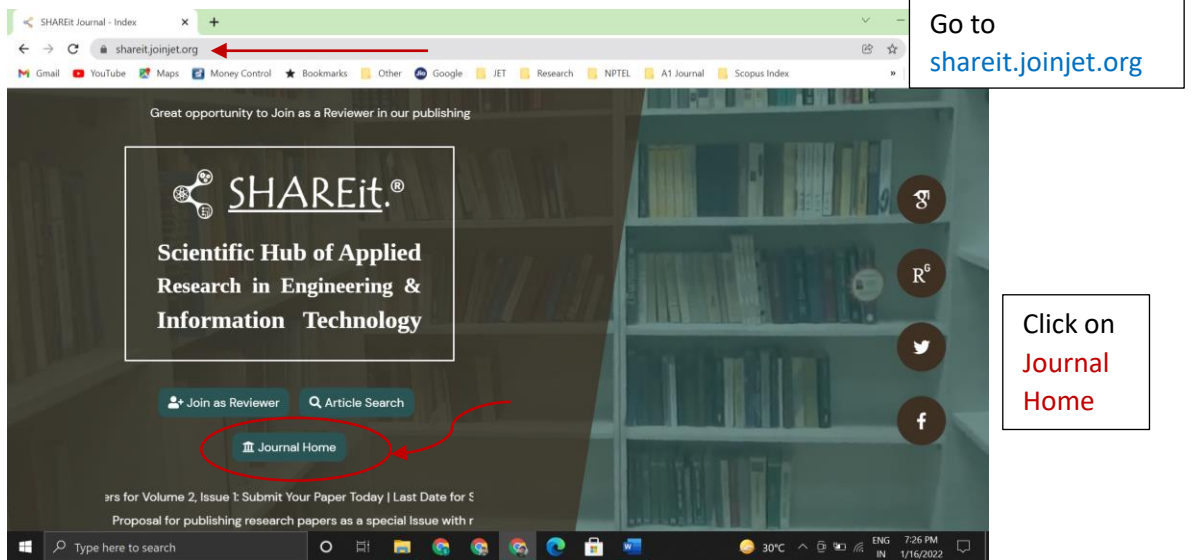 SHAREit Journal - Index
Go to
shareit.joinjet.org
shareit.joinjet.org
Gmail YouTube Maps Money Control Bookmarks Other Google JET Research NPTEL A1 Journal Scopus Index »
Great opportunity to Join as a Reviewer in our publishing
SHAREit.®
Scientific Hub of Applied
Research in Engineering &
Information Technology
Join as Reviewer Article Search
Journal Home
ers for Volume 2, Issue 1: Submit Your Paper Today | Last Date for S
Proposal for publishing research papers as a special Issue with r
R^G
Click on
Journal
Home
Type here to search
30°C ENG 7:26 PM
IN 1/16/2022